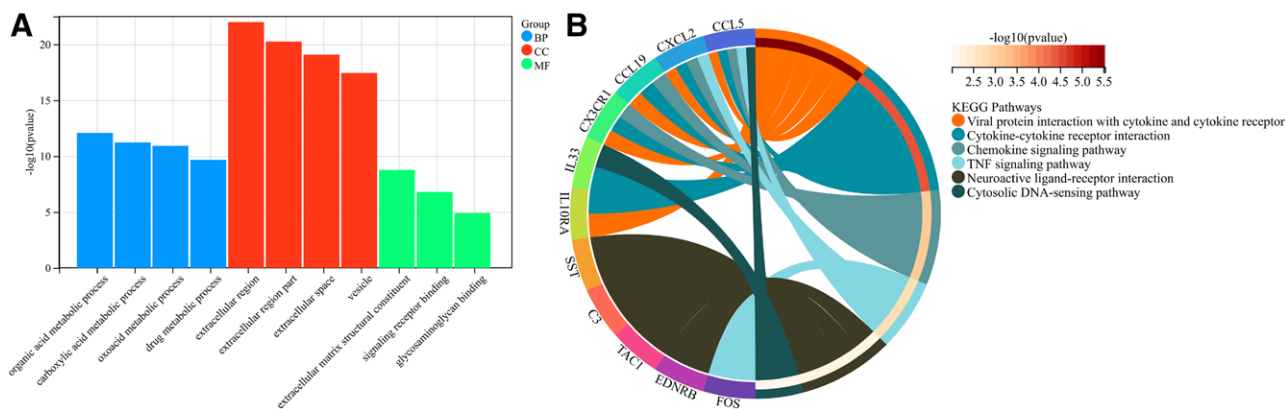 A
Group
BP
CC
MF
-log10(pvalue)
20
15
10
5
0
organic acid metabolic process
carboxylic acid metabolic process
oxoacid metabolic process
drug metabolic process
extracellular region
extracellular region part
extracellular space
vesicle
extracellular matrix structural constituent
signaling receptor binding
glycosaminoglycan binding
B
CCL5
CXCL2
CCL19
CX3CR1
IL33
IL10RA
SST
C3
TAC1
EDNRB
FOS
-log10(pvalue)
2.5 3.0 3.5 4.0 4.5 5.0 5.5
KEGG Pathways
Viral protein interaction with cytokine and cytokine receptor
Cytokine-cytokine receptor interaction
Chemokine signaling pathway
TNF signaling pathway
Neuroactive ligand-receptor interaction
Cytosolic DNA-sensing pathway